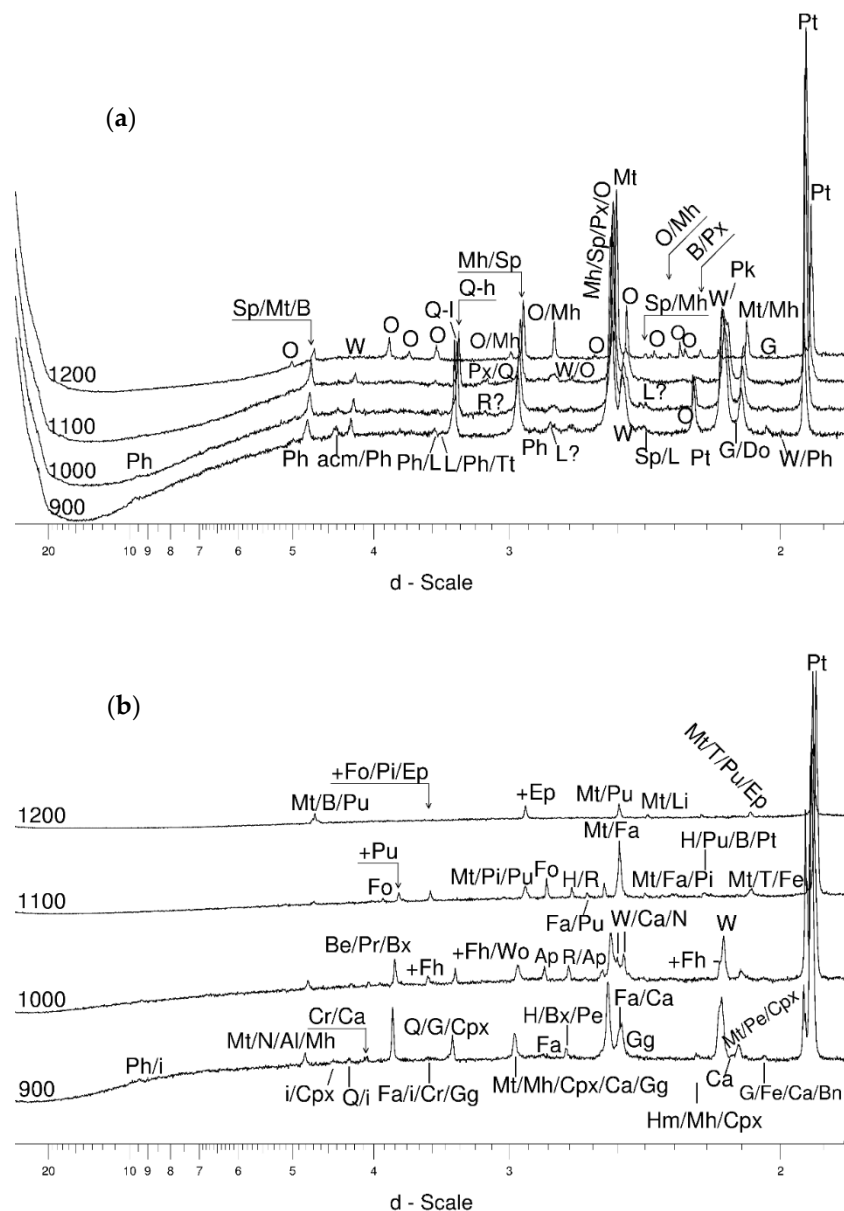 Pt
(a)
Mt
Pt
Mh/Sp/Px/O
O/Mh
B/Px
Mh/Sp
Q-h
Q-I
O/Mh
O
Sp/Mh
W
Pk
Mt/Mh
Sp/Mt/B
O
W
O
O
O
O/Mh
O
O
O
G
1200
Px/Q
W/O
1100
R?
L?
O
1000
Ph
Ph
acm/Ph
Ph/L
L/Ph/Tt
Ph
L?
W
Sp/L
Pt
G/Do
W/Ph
900
20
10
9
8
7
6
5
4
3
2
d - Scale
Pt
(b)
Mt/T/Pu/Ep
+Fo/Pi/Ep
1200
Mt/B/Pu
+Ep
Mt/Pu
Mt/Li
Mt/Fa
H/Pu/B/Pt
+Pu
1100
Fo
Mt/Pi/Pu
Fo
H/R
Mt/Fa/Pi
Mt/T/Fe
Fa/Pu
W/Ca/N
W
Be/Pr/Bx
+Fh
+Fh/Wo
Ap
R/Ap
+Fh
1000
Cr/Ca
Mt/N/Al/Mh
Q/G/Cpx
H/Bx/Pe
Fa
Fa/Ca
Gg
Mt/Pe/Cpx
Ph/i
900
i/Cpx
Q/i
Fa/i/Cr/Gg
Mt/Mh/Cpx/Ca/Gg
Ca
Hm/Mh/Cpx
G/Fe/Ca/Bn
20
10
9
8
7
6
5
4
3
2
d - Scale